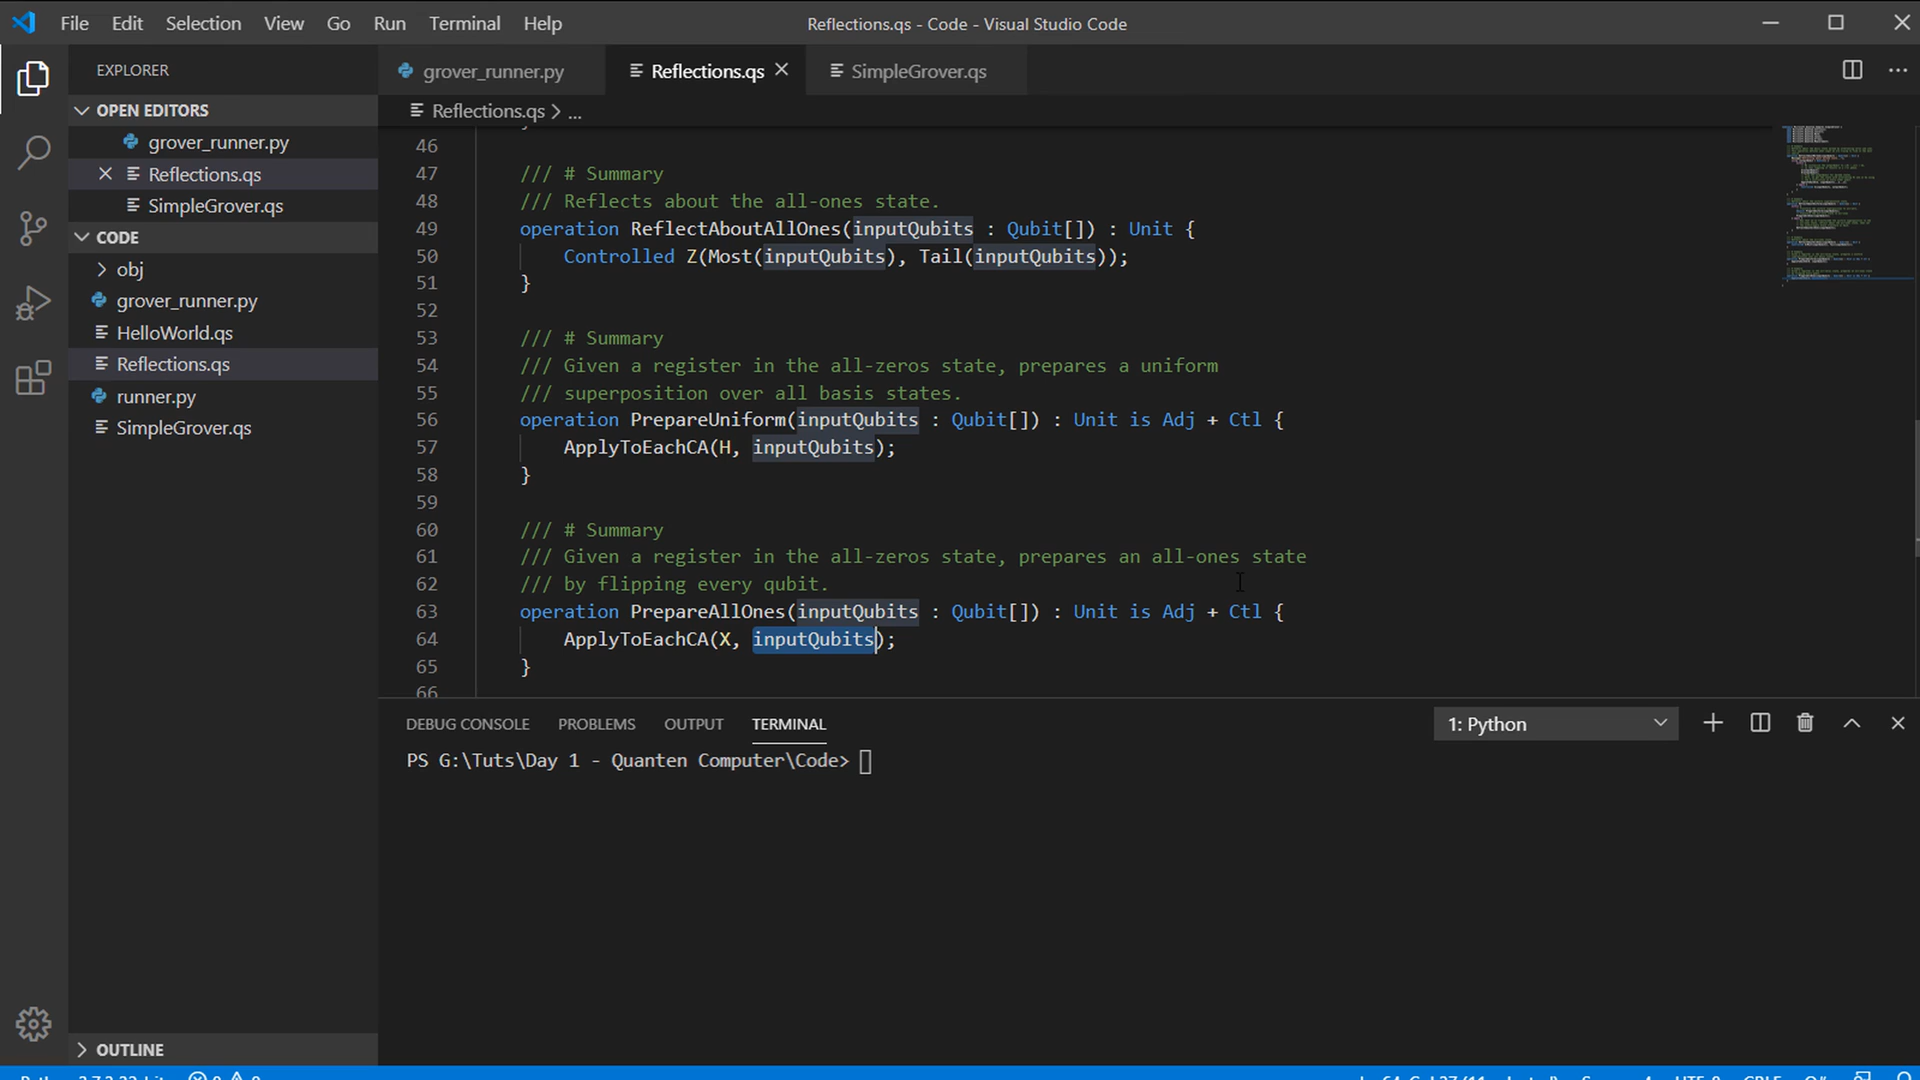 File Edit Selection View Go Run Terminal Help
Reflections.qs - Code - Visual Studio Code
EXPLORER
OPEN EDITORS
grover_runner.py
Reflections.qs
SimpleGrover.qs
CODE
obj
grover_runner.py
HelloWorld.qs
Reflections.qs
runner.py
SimpleGrover.qs
OUTLINE
grover_runner.py Reflections.qs SimpleGrover.qs
Reflections.qs > ...
46
47 /// # Summary
48 /// Reflects about the all-ones state.
49 operation ReflectAboutAllOnes(inputQubits : Qubit[]) : Unit {
50 Controlled Z(Most(inputQubits), Tail(inputQubits));
51 }
52
53 /// # Summary
54 /// Given a register in the all-zeros state, prepares a uniform
55 /// superposition over all basis states.
56 operation PrepareUniform(inputQubits : Qubit[]) : Unit is Adj + Ctl {
57 ApplyToEachCA(H, inputQubits);
58 }
59
60 /// # Summary
61 /// Given a register in the all-zeros state, prepares an all-ones state
62 /// by flipping every qubit.
63 operation PrepareAllOnes(inputQubits : Qubit[]) : Unit is Adj + Ctl {
64 ApplyToEachCA(X, inputQubits);
65 }
66
DEBUG CONSOLE PROBLEMS OUTPUT TERMINAL
1: Python
PS G:\Tuts\Day 1 - Quanten Computer\Code>